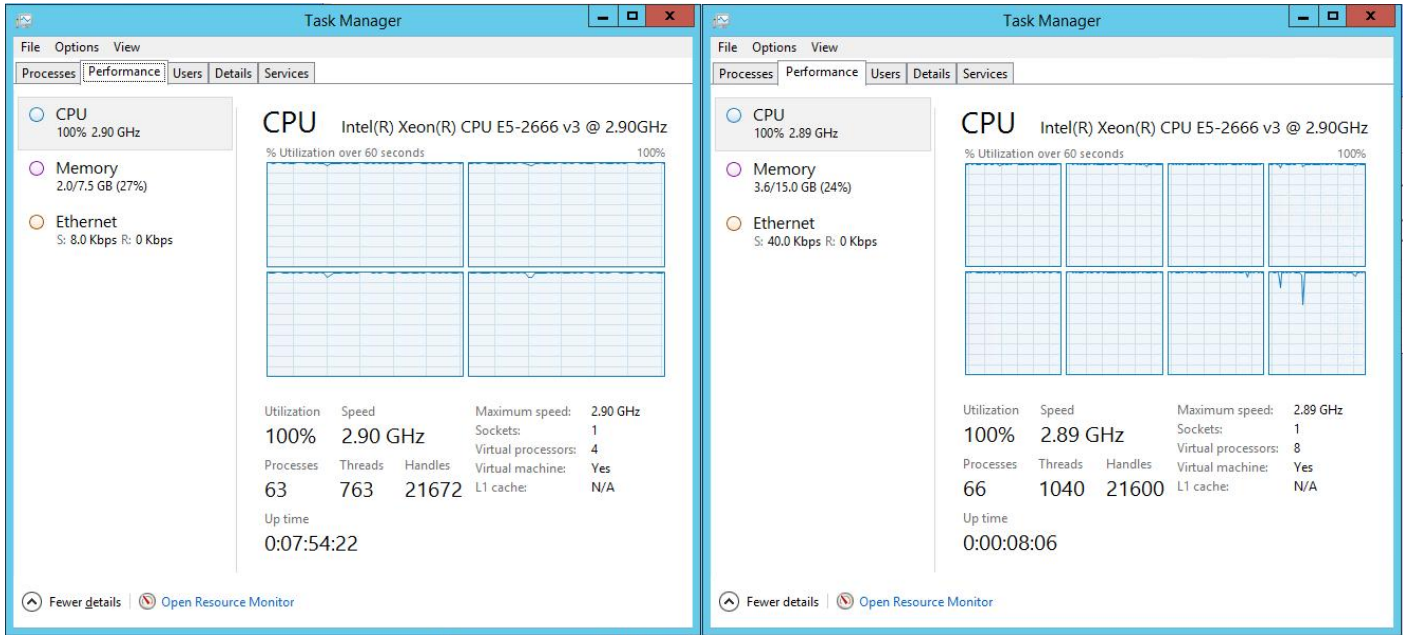 Task Manager
File Options View
Processes Performance Users Details Services
CPU
100% 2.90 GHz
Memory
2.0/7.5 GB (27%)
Ethernet
S: 8.0 Kbps R: 0 Kbps
CPU Intel(R) Xeon(R) CPU E5-2666 v3 @ 2.90GHz
% Utilization over 60 seconds 100%
Utilization Speed Maximum speed: 2.90 GHz
100% 2.90 GHz Sockets: 1
Virtual processors: 4
Processes Threads Handles Virtual machine: Yes
63 763 21672 L1 cache: N/A
Up time
0:07:54:22
Fewer details Open Resource Monitor
Task Manager
File Options View
Processes Performance Users Details Services
CPU
100% 2.89 GHz
Memory
3.6/15.0 GB (24%)
Ethernet
S: 40.0 Kbps R: 0 Kbps
CPU Intel(R) Xeon(R) CPU E5-2666 v3 @ 2.90GHz
% Utilization over 60 seconds 100%
Utilization Speed Maximum speed: 2.89 GHz
100% 2.89 GHz Sockets: 1
Virtual processors: 8
Processes Threads Handles Virtual machine: Yes
66 1040 21600 L1 cache: N/A
Up time
0:00:08:06
Fewer details Open Resource Monitor